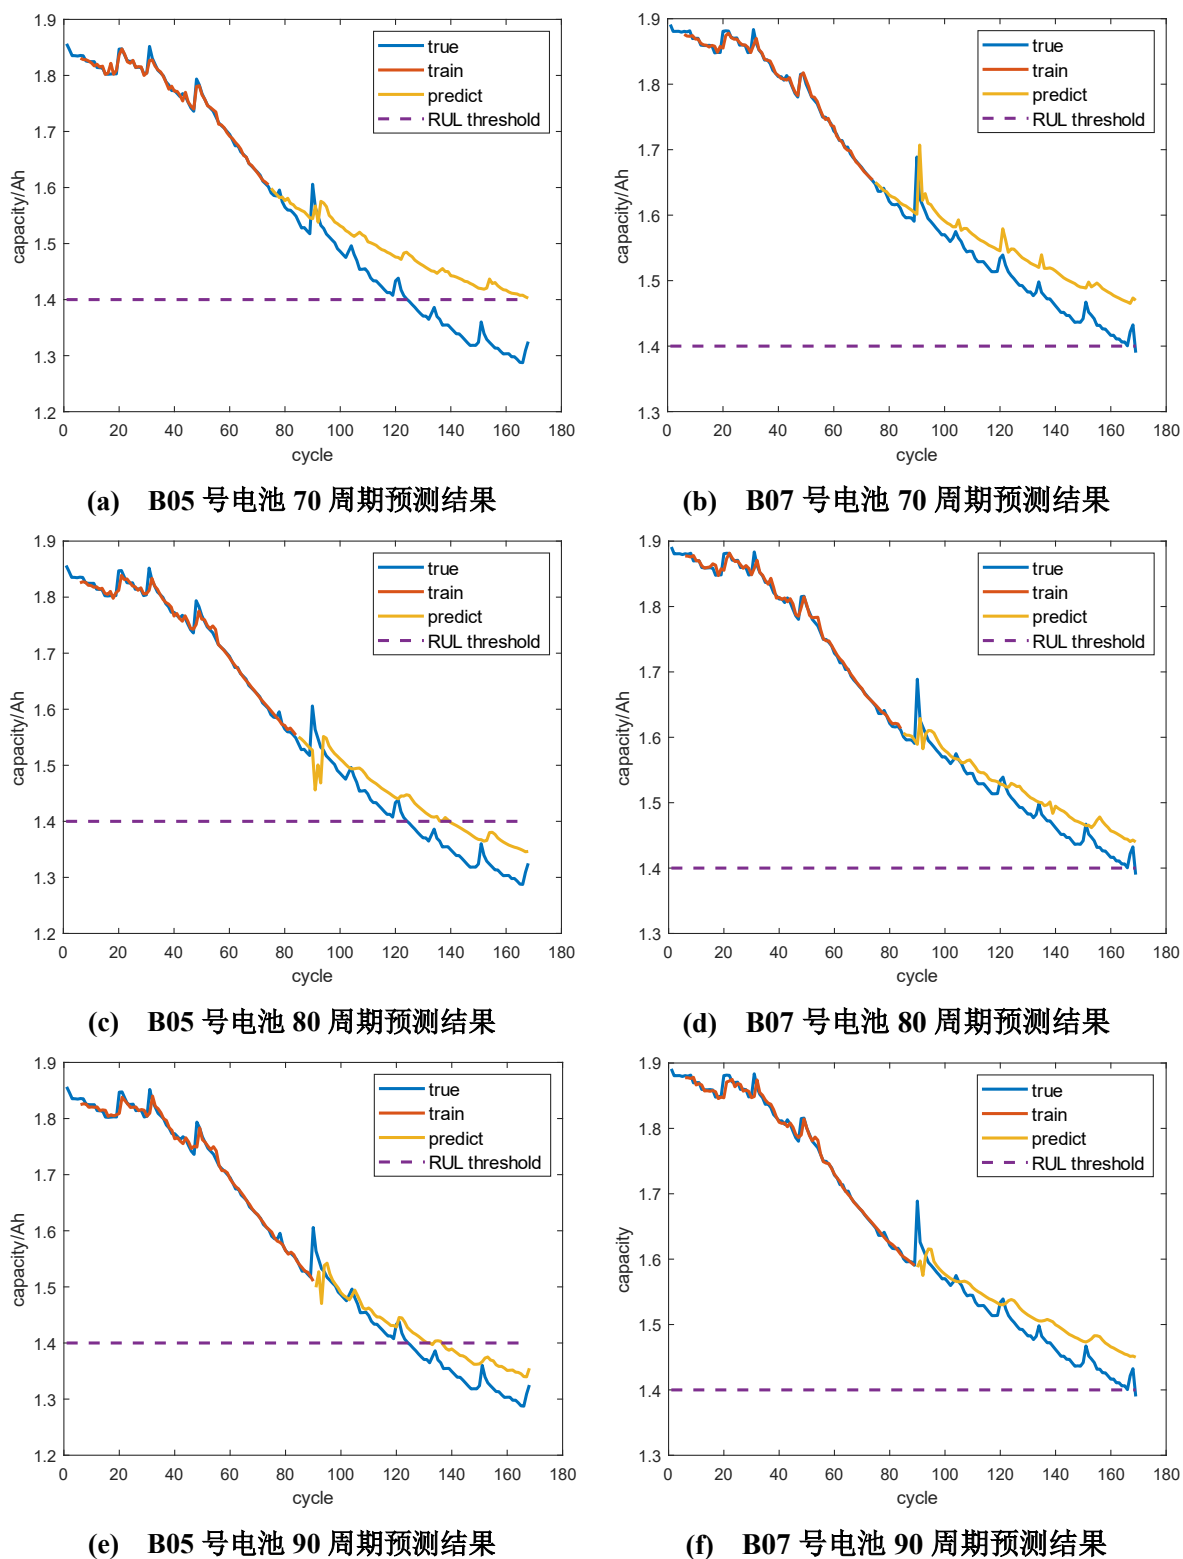 1.9
1.8
1.7
1.6
1.5
1.4
1.3
1.2
capacity/Ah
true
train
predict
RUL threshold
0 20 40 60 80 100 120 140 160 180
cycle
(a) B05 号电池 70 周期预测结果
1.9
1.8
1.7
1.6
1.5
1.4
1.3
capacity/Ah
true
train
predict
RUL threshold
0 20 40 60 80 100 120 140 160 180
cycle
(b) B07 号电池 70 周期预测结果
1.9
1.8
1.7
1.6
1.5
1.4
1.3
1.2
capacity/Ah
true
train
predict
RUL threshold
0 20 40 60 80 100 120 140 160 180
cycle
(c) B05 号电池 80 周期预测结果
1.9
1.8
1.7
1.6
1.5
1.4
1.3
capacity/Ah
true
train
predict
RUL threshold
0 20 40 60 80 100 120 140 160 180
cycle
(d) B07 号电池 80 周期预测结果
1.9
1.8
1.7
1.6
1.5
1.4
1.3
1.2
capacity/Ah
true
train
predict
RUL threshold
0 20 40 60 80 100 120 140 160 180
cycle
(e) B05 号电池 90 周期预测结果
1.9
1.8
1.7
1.6
1.5
1.4
1.3
capacity
true
train
predict
RUL threshold
0 20 40 60 80 100 120 140 160 180
cycle
(f) B07 号电池 90 周期预测结果